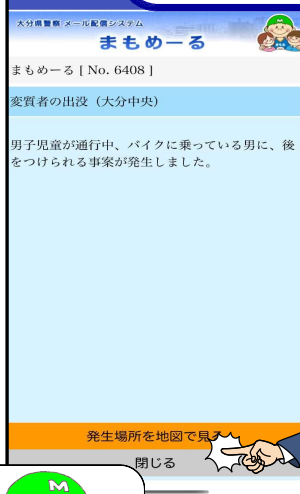 大分県警察 メール配信システム
まもめーる
まもめーる [ No. 6408 ]
変質者の出没（大分中央）
男子児童が通行中、バイクに乗っている男に、後
をつけられる事案が発生しました。
発生場所を地図で見る
閉じる
M